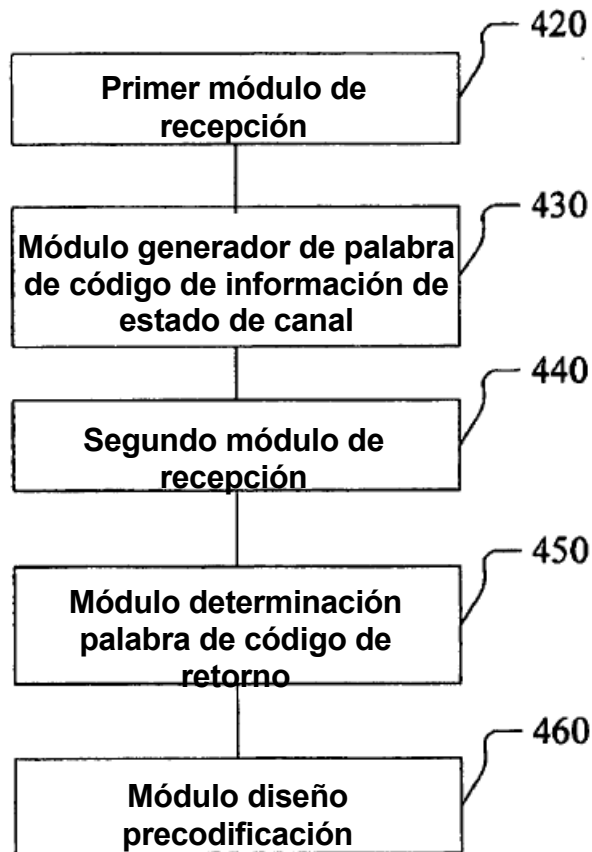 420
Primer módulo de
recepción
430
Módulo generador de palabra
de código de información de
estado de canal
440
Segundo módulo de
recepción
450
Módulo determinación
palabra de código de
retorno
460
Módulo diseño
precodificación